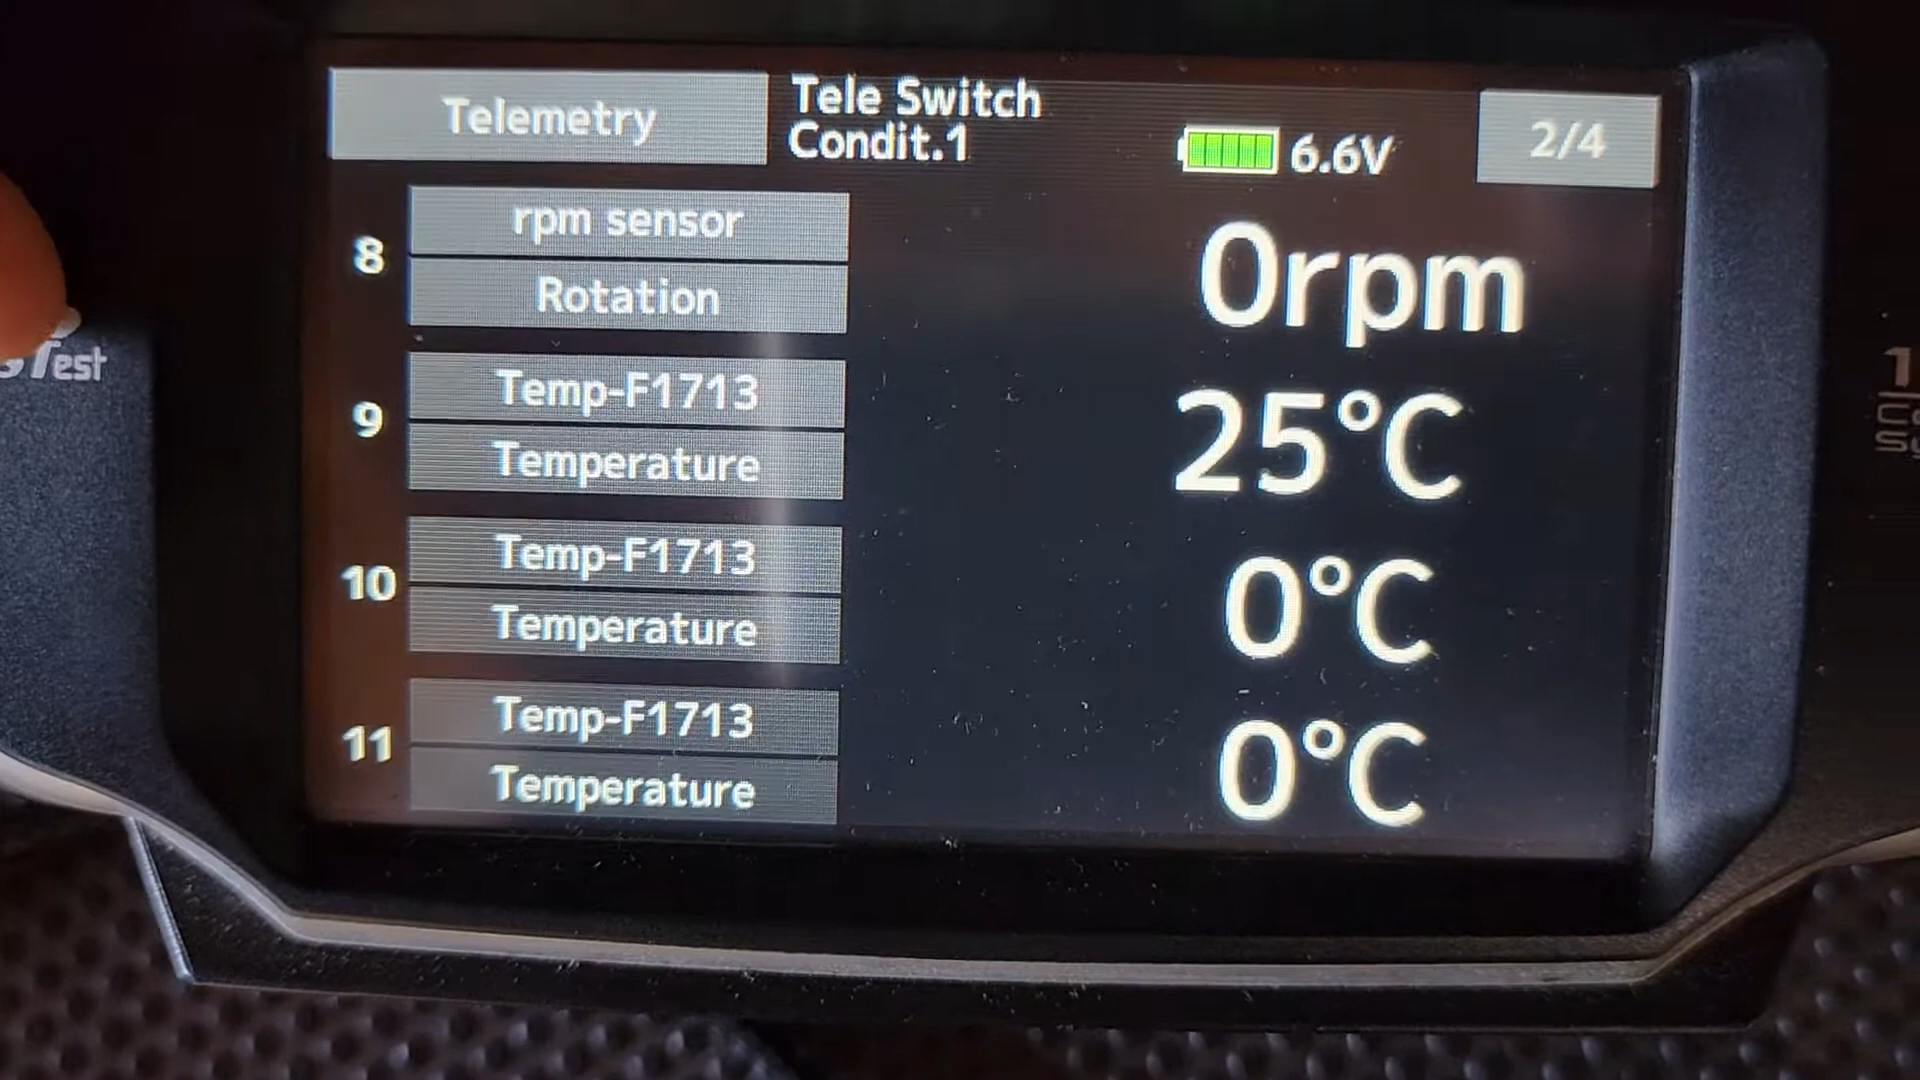 Telemetry
Tele Switch
Condit.1
6.6V
2/4
8
rpm sensor
Rotation
0rpm
9
Temp-F1713
Temperature
25°C
10
Temp-F1713
Temperature
0°C
11
Temp-F1713
Temperature
0°C
Test
1